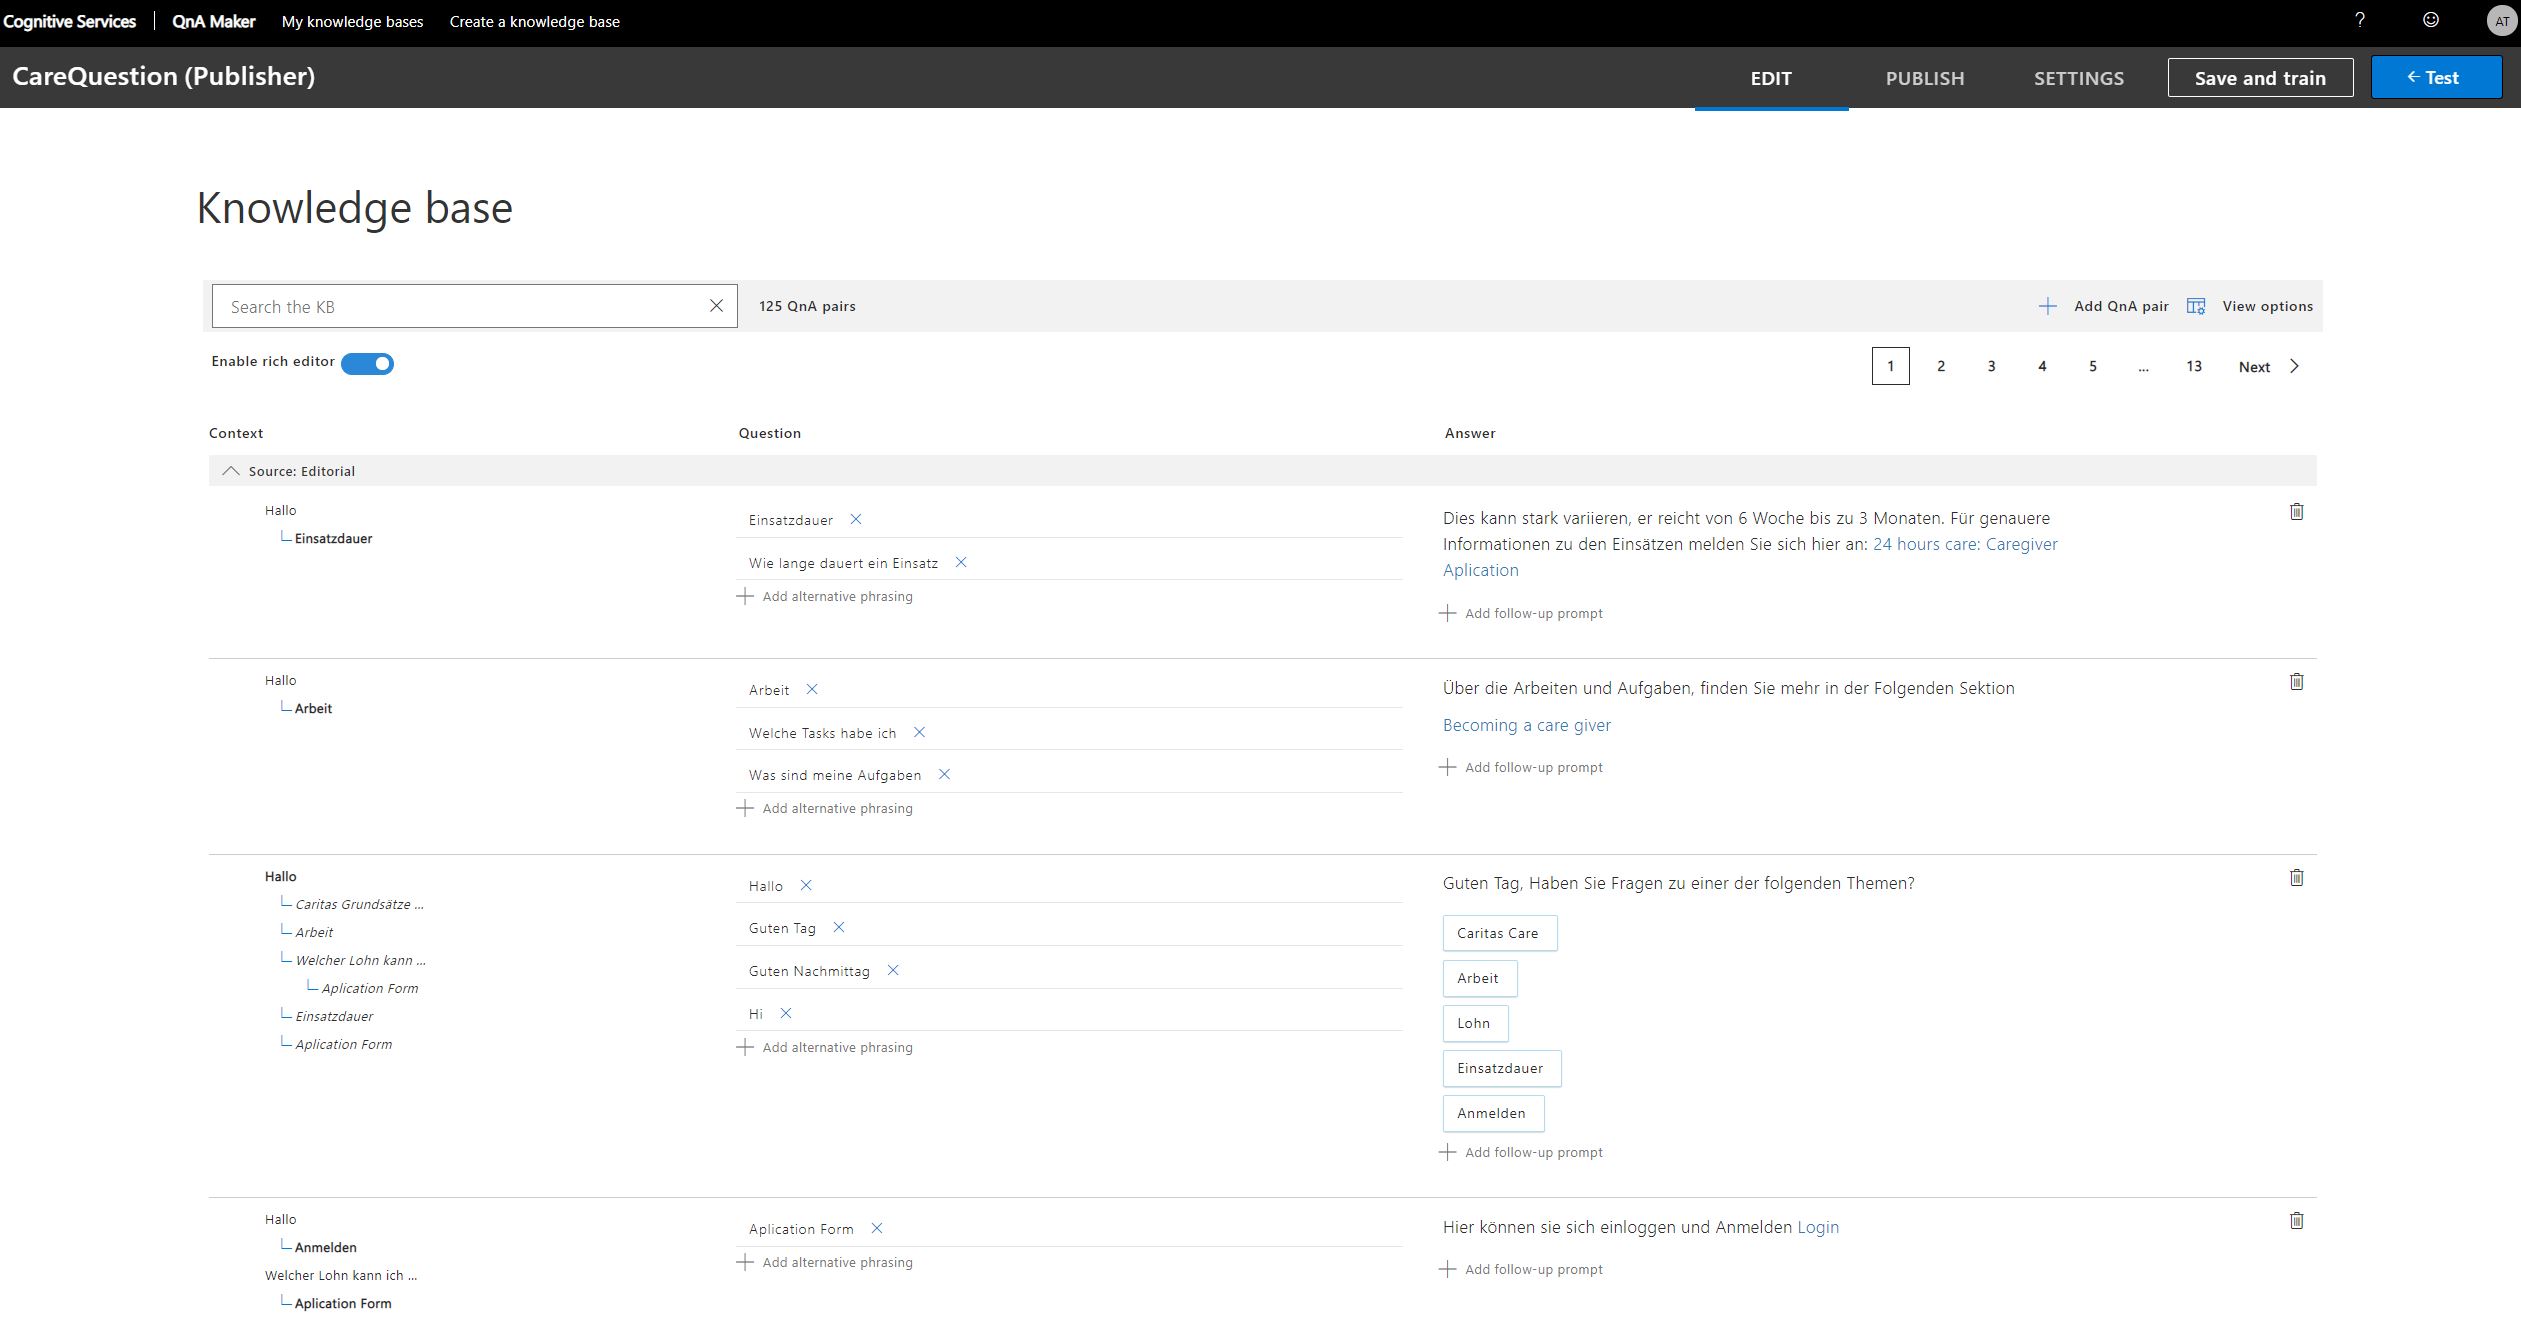 Cognitive Services QnA Maker My knowledge bases Create a knowledge base ? AT
CareQuestion (Publisher) EDIT PUBLISH SETTINGS Save and train ← Test
Knowledge base
Search the KB 125 QnA pairs Add QnA pair View options
Enable rich editor 1 2 3 4 5 ... 13 Next
Context Question Answer
Source: Editorial
Hallo
Einsatzdauer
Einsatzdauer
Wie lange dauert ein Einsatz
Add alternative phrasing
Dies kann stark variieren, er reicht von 6 Woche bis zu 3 Monaten. Für genauere
Informationen zu den Einsätzen melden Sie sich hier an: 24 hours care: Caregiver
Aplication
Add follow-up prompt
Hallo
Arbeit
Arbeit
Welche Tasks habe ich
Was sind meine Aufgaben
Add alternative phrasing
Über die Arbeiten und Aufgaben, finden Sie mehr in der Folgenden Sektion
Becoming a care giver
Add follow-up prompt
Hallo
Caritas Grundsätze ...
Arbeit
Welcher Lohn kann ...
Aplication Form
Einsatzdauer
Aplication Form
Hallo
Guten Tag
Guten Nachmittag
Hi
Add alternative phrasing
Guten Tag, Haben Sie Fragen zu einer der folgenden Themen?
Caritas Care
Arbeit
Lohn
Einsatzdauer
Anmelden
Add follow-up prompt
Hallo
Anmelden
Welcher Lohn kann ich ...
Aplication Form
Aplication Form
Add alternative phrasing
Hier können sie sich einloggen und Anmelden Login
Add follow-up prompt